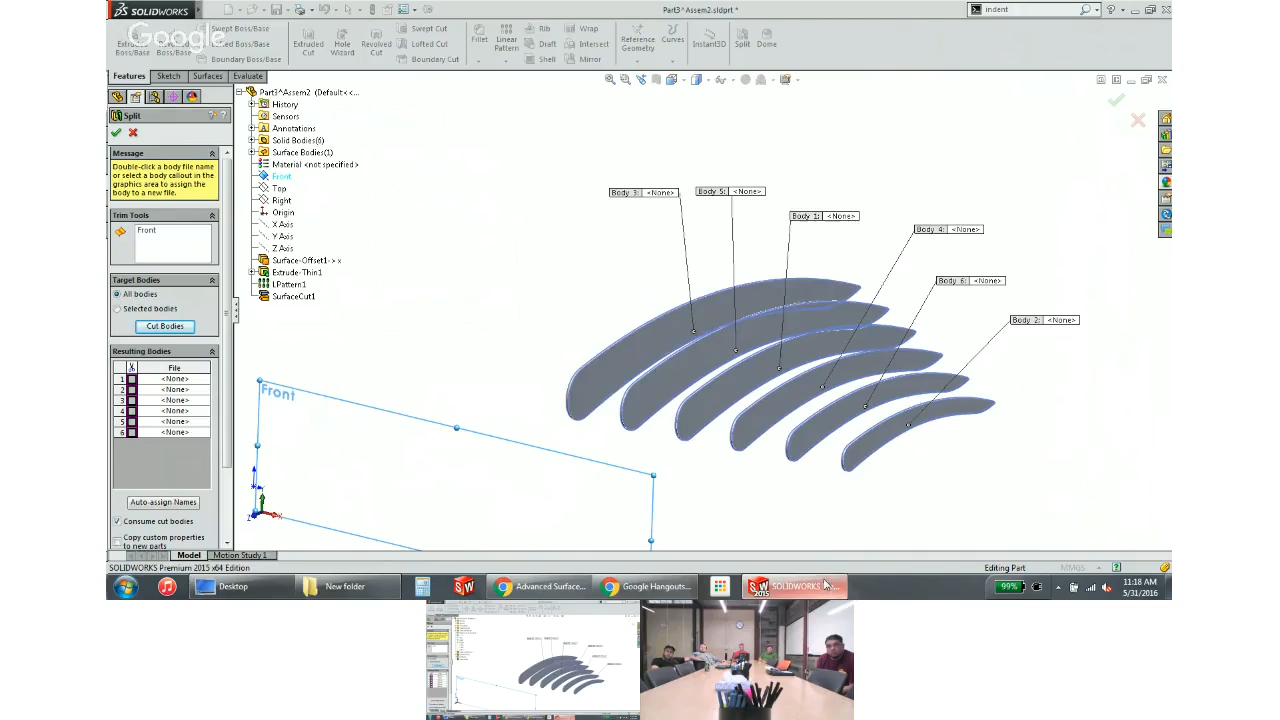 SOLIDWORKS
Part3^Assem2.sldprt *
indent
Google
Extruded Boss/Base
Revolved Boss/Base
Swept Boss/Base
Lofted Boss/Base
Boundary Boss/Base
Extruded Cut
Hole Wizard
Revolved Cut
Swept Cut
Lofted Cut
Boundary Cut
Fillet
Linear Pattern
Rib
Draft
Shell
Wrap
Intersect
Mirror
Reference Geometry
Curves
Instant3D
Split
Dome
Features
Sketch
Surfaces
Evaluate
Split
Message
Double-click a body file name
or select a body callout in the
graphics area to assign the
body to a new file.
Trim Tools
Front
Target Bodies
All bodies
Selected bodies
Cut Bodies
Resulting Bodies
File
1 <None>
2 <None>
3 <None>
4 <None>
5 <None>
6 <None>
Auto-assign Names
Consume cut bodies
Copy custom properties
to new parts
Part3^Assem2 (Default<<...
History
Sensors
Annotations
Solid Bodies(6)
Surface Bodies(1)
Material <not specified>
Front
Top
Right
Origin
X Axis
Y Axis
Z Axis
Surface-Offset1-> x
Extrude-Thin1
LPattern1
SurfaceCut1
Body 3: <None>
Body 5: <None>
Body 1: <None>
Body 4: <None>
Body 6: <None>
Body 2: <None>
Front
Model
Motion Study 1
SOLIDWORKS Premium 2015 x64 Edition
Editing Part
MMGS
Desktop
New folder
Advanced Surface...
Google Hangouts...
SOLIDWORKS
99%
11:18 AM
5/31/2016